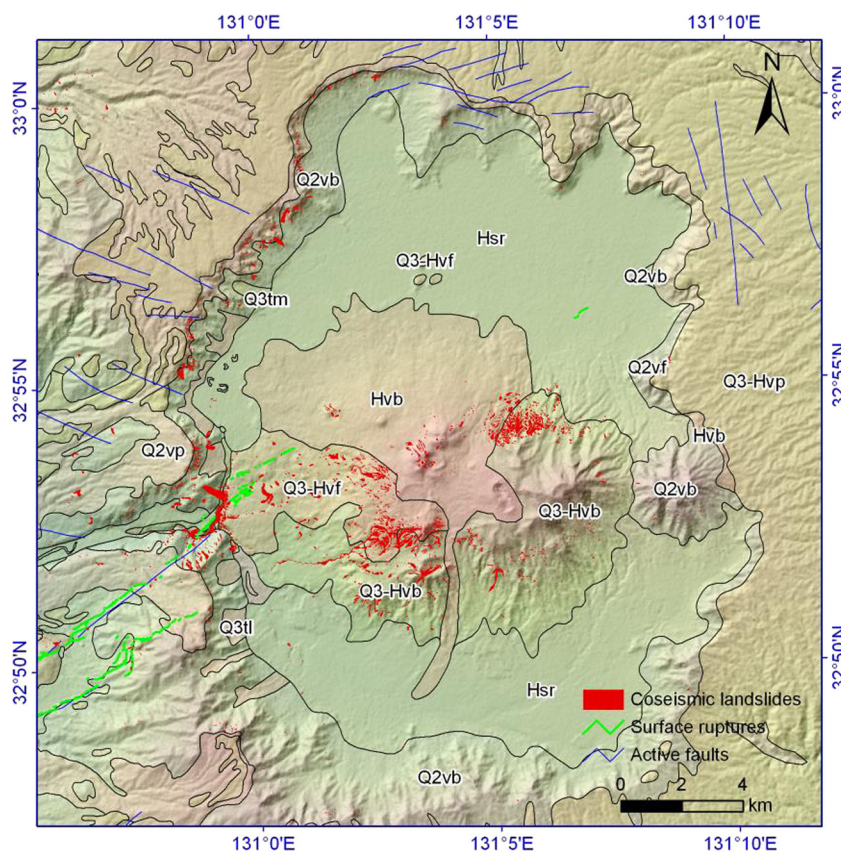 131°0'E 131°5'E 131°10'E
N
33°0'N
33°0'N
Q2vb
Hsr
Q3-Hvf
Q2vb
Q3tm
32°55'N
32°55'N
Q2vf
Q3-Hvp
Hvb
Hvb
Q2vp
Q3-Hvf
Q2vb
Q3-Hvb
Q3-Hvb
Q3tl
32°50'N
32°50'N
Hsr
Coseismic landslides
Surface ruptures
Active faults
Q2vb
0 2 4
km
131°0'E 131°5'E 131°10'E